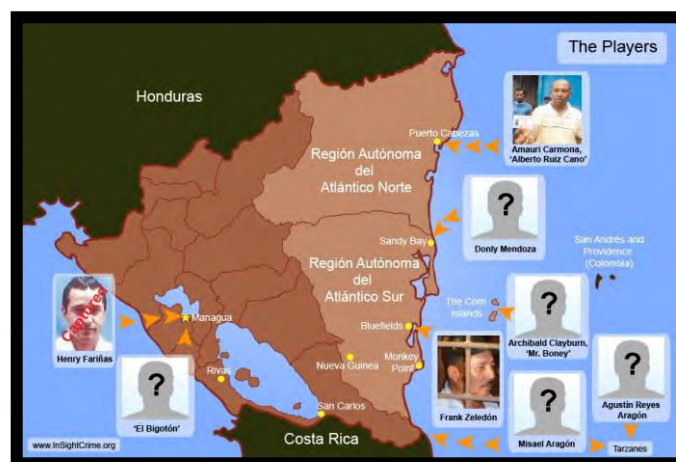 The Players
Honduras
Puerto Cabezas
Amauri Carmona,
'Alberto Ruiz Cano'
Región Autónoma
del
Atlántico Norte
Sandy Bay
?
Donly Mendoza
San Andrés and
Providence
(Colombia)
Región Autónoma
del
Atlántico Sur
Captured
Henry Fariñas
Managua
The Corn
Islands
?
Archibald Clayburn,
'Mr. Boney'
Bluefields
Nueva Guinea
Monkey
Point
Rivas
?
'El Bigotón'
San Carlos
Frank Zeledón
?
Misael Aragón
?
Agustín Reyes
Aragón
Tarzanes
Costa Rica
www.InSightCrime.org